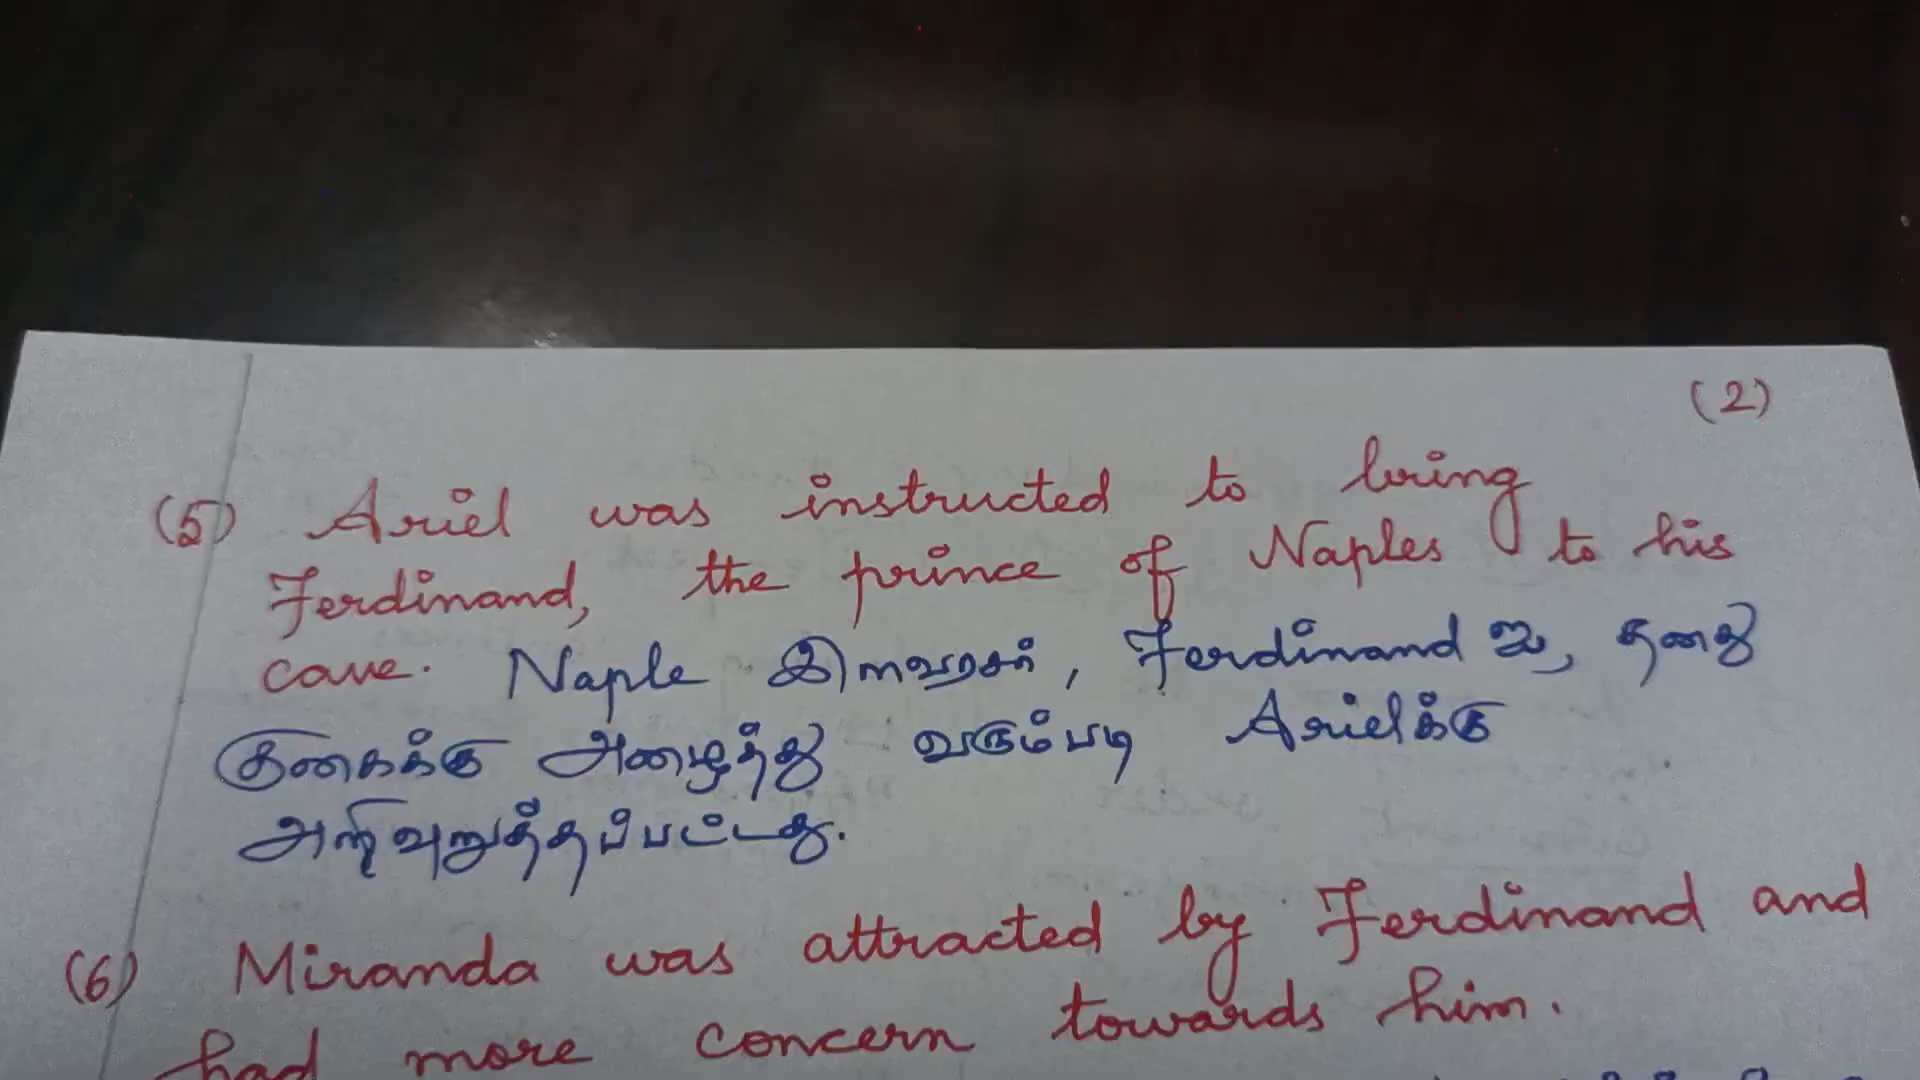 (2)
(5) Ariel was instructed to bring
Ferdinand, the prince of Naples to his
cave. Naple இளவரசர், Ferdinand ஐ, தனது
குகைக்கு அழைத்து வரும்படி Arielக்கு
அறிவுறுத்தப்பட்டது.
(6) Miranda was attracted by Ferdinand and
had more concern towards him.